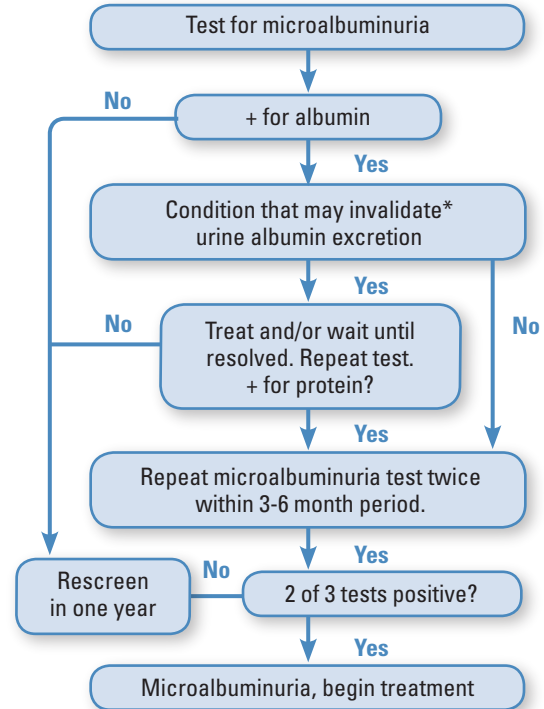 Test for microalbuminuria
No
+ for albumin
Yes
Condition that may invalidate*
urine albumin excretion
Yes
No
No
Treat and/or wait until
resolved. Repeat test.
+ for protein?
Yes
Repeat microalbuminuria test twice
within 3-6 month period.
Yes
Rescreen
in one year
No
2 of 3 tests positive?
Yes
Microalbuminuria, begin treatment